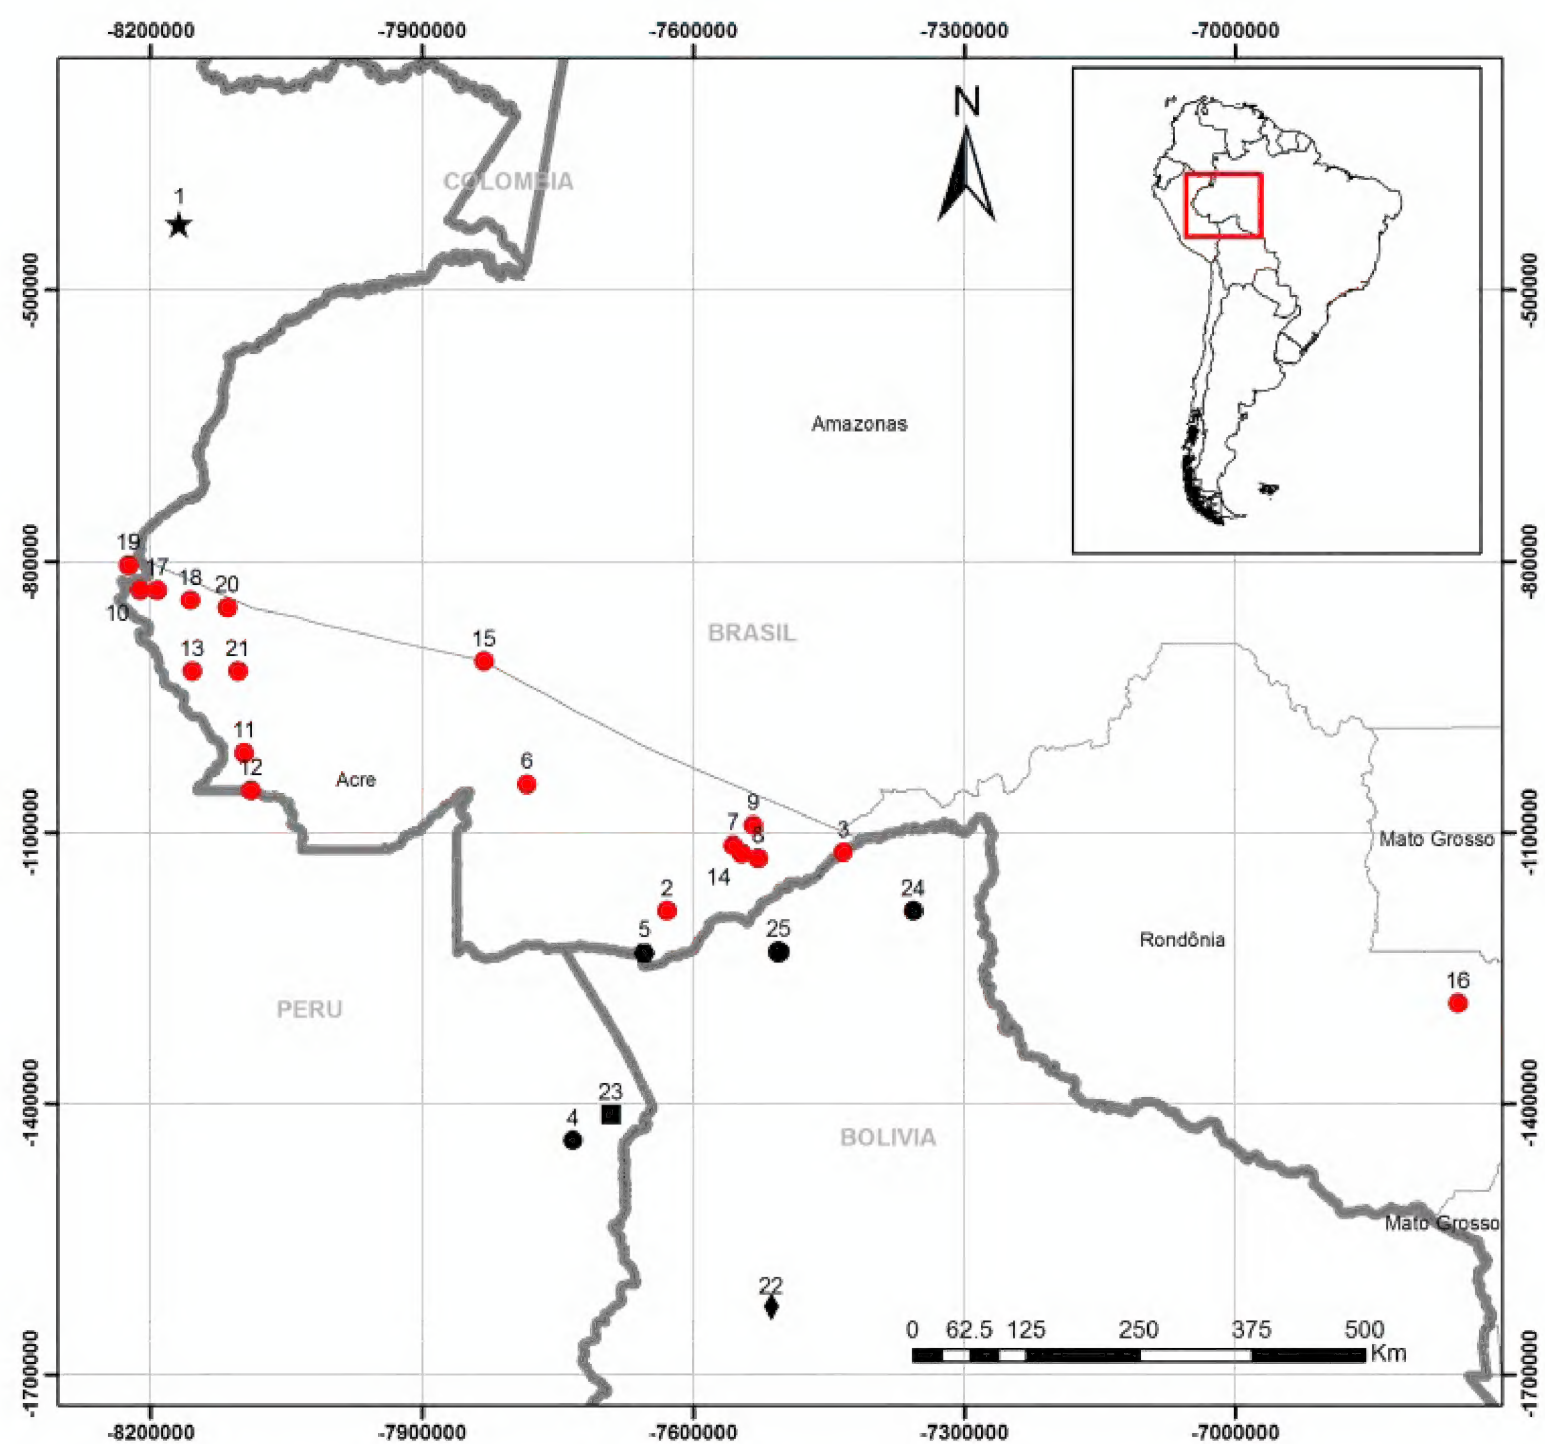 -8200000 -7900000 -7600000 -7300000 -7000000
N
COLOMBIA
1
-500000 -500000
Amazonas
19
-800000 -800000
17 18 20
10
BRASIL
15
13 21
11
6
12
Acre
9
7 8 3
-1100000 -1100000
Mato Grosso
14
2 24
5 25
Rondônia
16
PERU
23
-1400000 -1400000
4
BOLIVIA
Mato Grosso
22
0 62.5 125 250 375 500
Km
-1700000 -1700000
-8200000 -7900000 -7600000 -7300000 -7000000